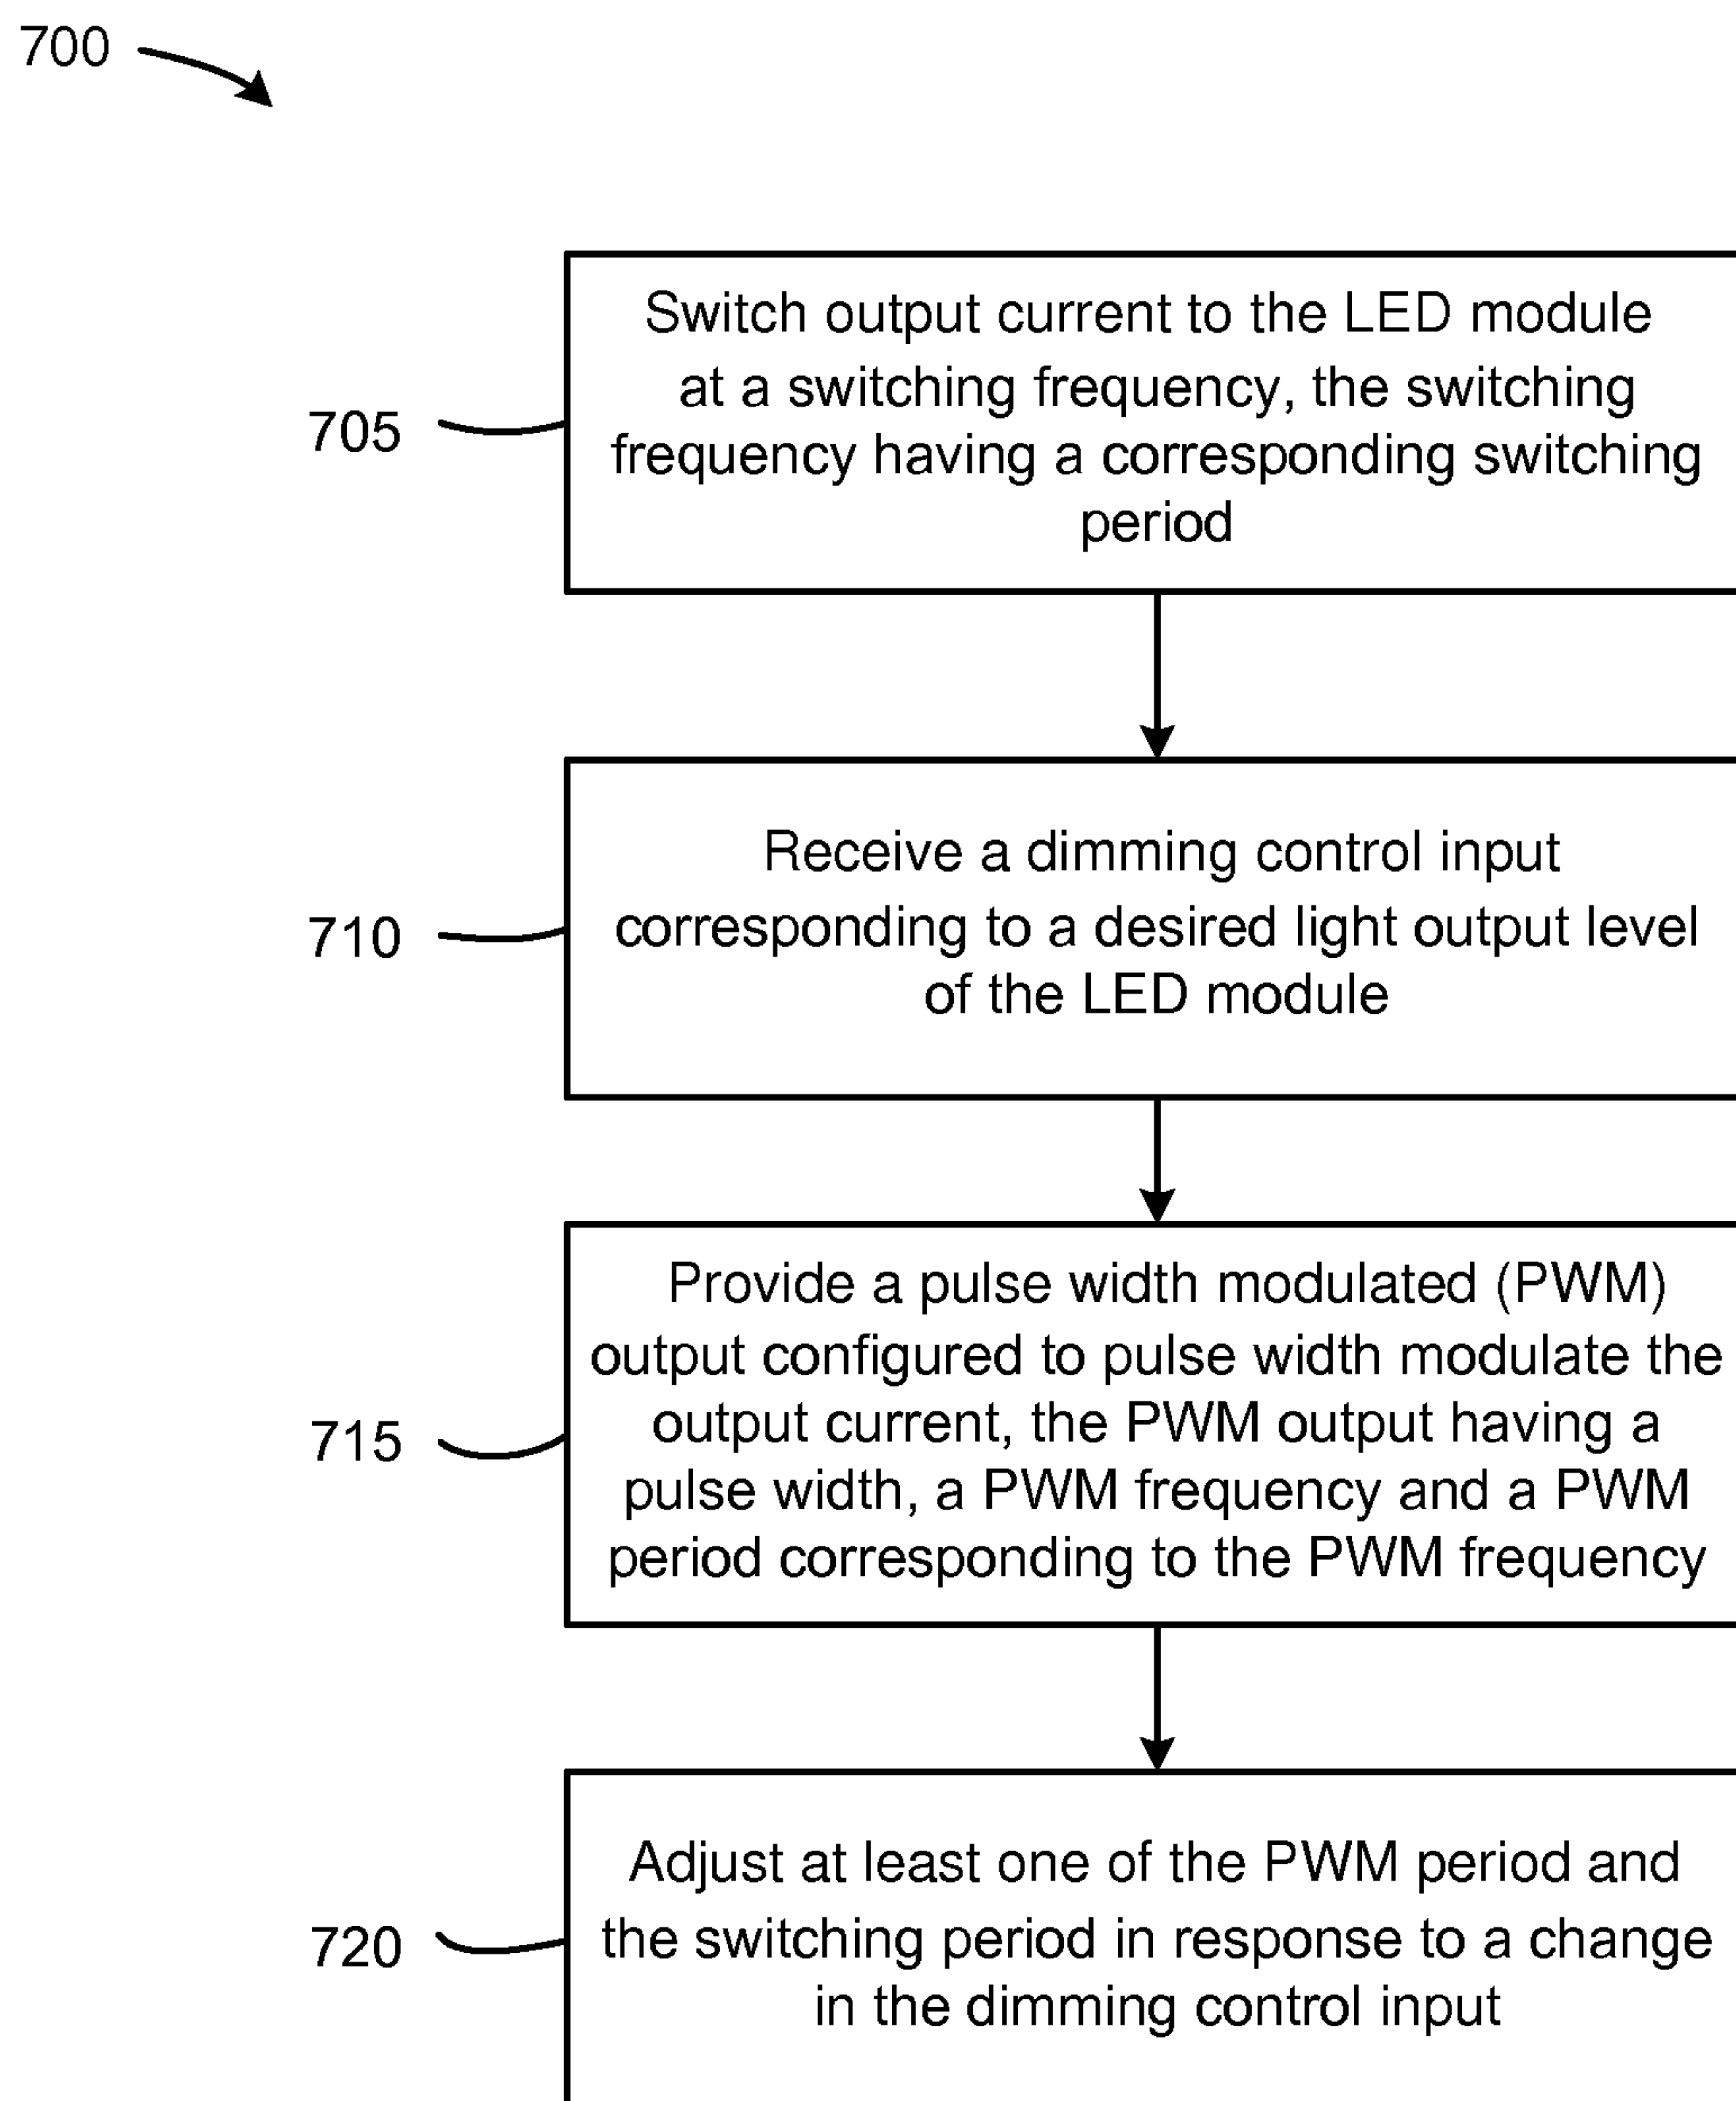 700
705
Switch output current to the LED module
at a switching frequency, the switching
frequency having a corresponding switching
period
710
Receive a dimming control input
corresponding to a desired light output level
of the LED module
715
Provide a pulse width modulated (PWM)
output configured to pulse width modulate the
output current, the PWM output having a
pulse width, a PWM frequency and a PWM
period corresponding to the PWM frequency
720
Adjust at least one of the PWM period and
the switching period in response to a change
in the dimming control input